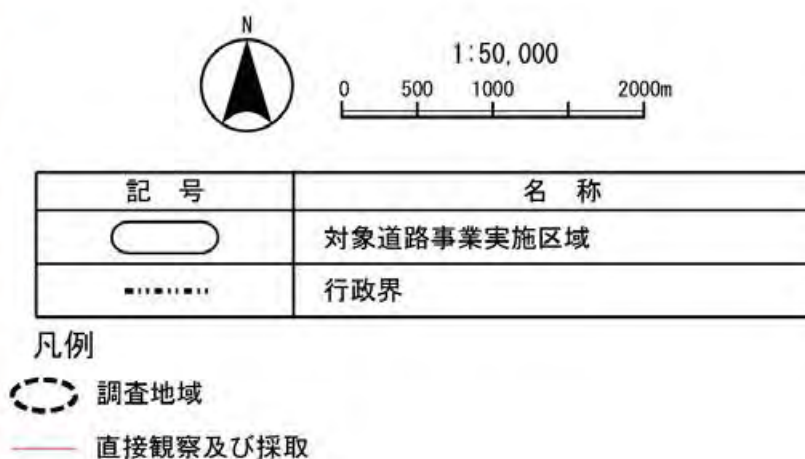 N
1:50,000
0 500 1000 2000m
記 号 名 称
対象道路事業実施区域
行政界
凡例
調査地域
直接観察及び採取